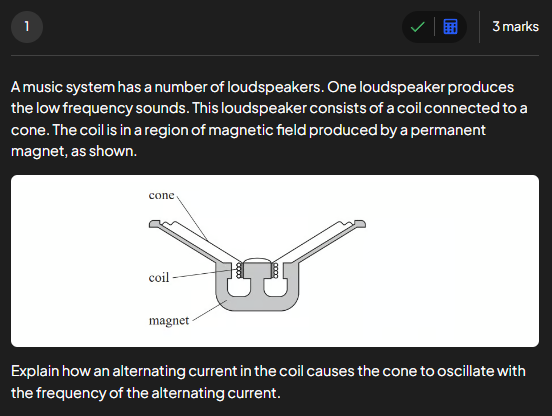 1
3 marks
A music system has a number of loudspeakers. One loudspeaker produces
the low frequency sounds. This loudspeaker consists of a coil connected to a
cone. The coil is in a region of magnetic field produced by a permanent
magnet, as shown.
cone
coil
magnet
Explain how an alternating current in the coil causes the cone to oscillate with
the frequency of the alternating current.